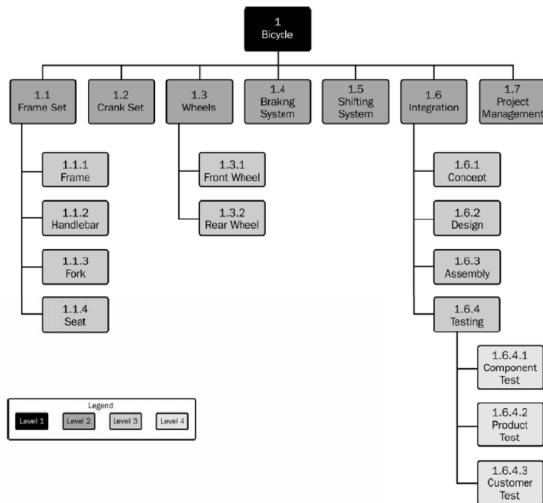 1
Bicycle
1.1
Frame Set
1.2
Crank Set
1.3
Wheels
1.4
Brakng
System
1.5
Shifting
System
1.6
Integration
1.7
Project
Management
1.1.1
Frame
1.1.2
Handlebar
1.1.3
Fork
1.1.4
Seat
1.3.1
Front Wheel
1.3.2
Rear Wheel
1.6.1
Concept
1.6.2
Design
1.6.3
Assembly
1.6.4
Testing
1.6.4.1
Component
Test
1.6.4.2
Product
Test
1.6.4.3
Customer
Test
Legend
Level 1
Level 2
Level 3
Level 4